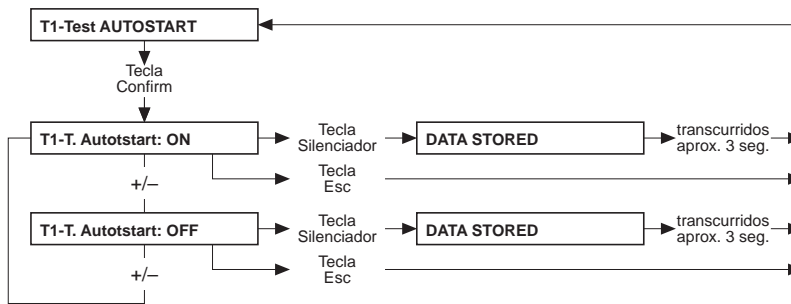 T1-Test AUTOSTART
Tecla
Confirm
T1-T. Autotstart: ON
Tecla
Silenciador
DATA STORED
transcurridos
aprox. 3 seg.
Tecla
Esc
+/–
T1-T. Autotstart: OFF
Tecla
Silenciador
DATA STORED
transcurridos
aprox. 3 seg.
Tecla
Esc
+/–